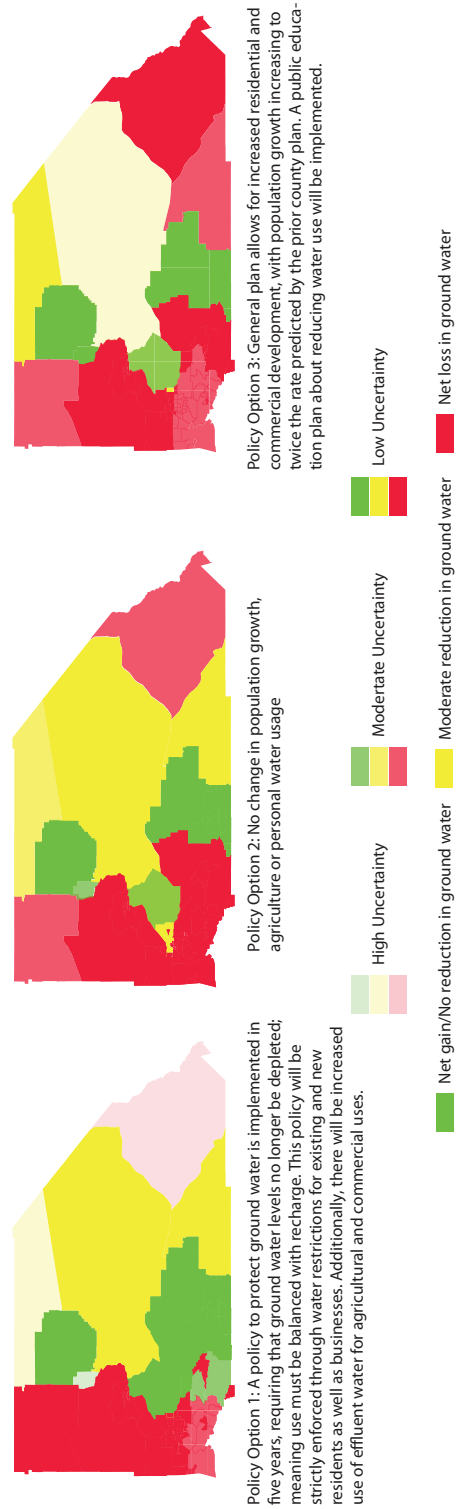 Policy Option 1: A policy to protect ground water is implemented in
five years, requiring that ground water levels no longer be depleted;
meaning use must be balanced with recharge. This policy will be
strictly enforced through water restrictions for existing and new
residents as well as businesses. Additionally, there will be increased
use of effluent water for agricultural and commercial uses.
Policy Option 2: No change in population growth,
agriculture or personal water usage
Policy Option 3: General plan allows for increased residential and
commercial development, with population growth increasing to
twice the rate predicted by the prior county plan. A public educa-
tion plan about reducing water use will be implemented.
High Uncertainty
Modertate Uncertainty
Low Uncertainty
Net gain/No reduction in ground water
Moderate reduction in ground water
Net loss in ground water